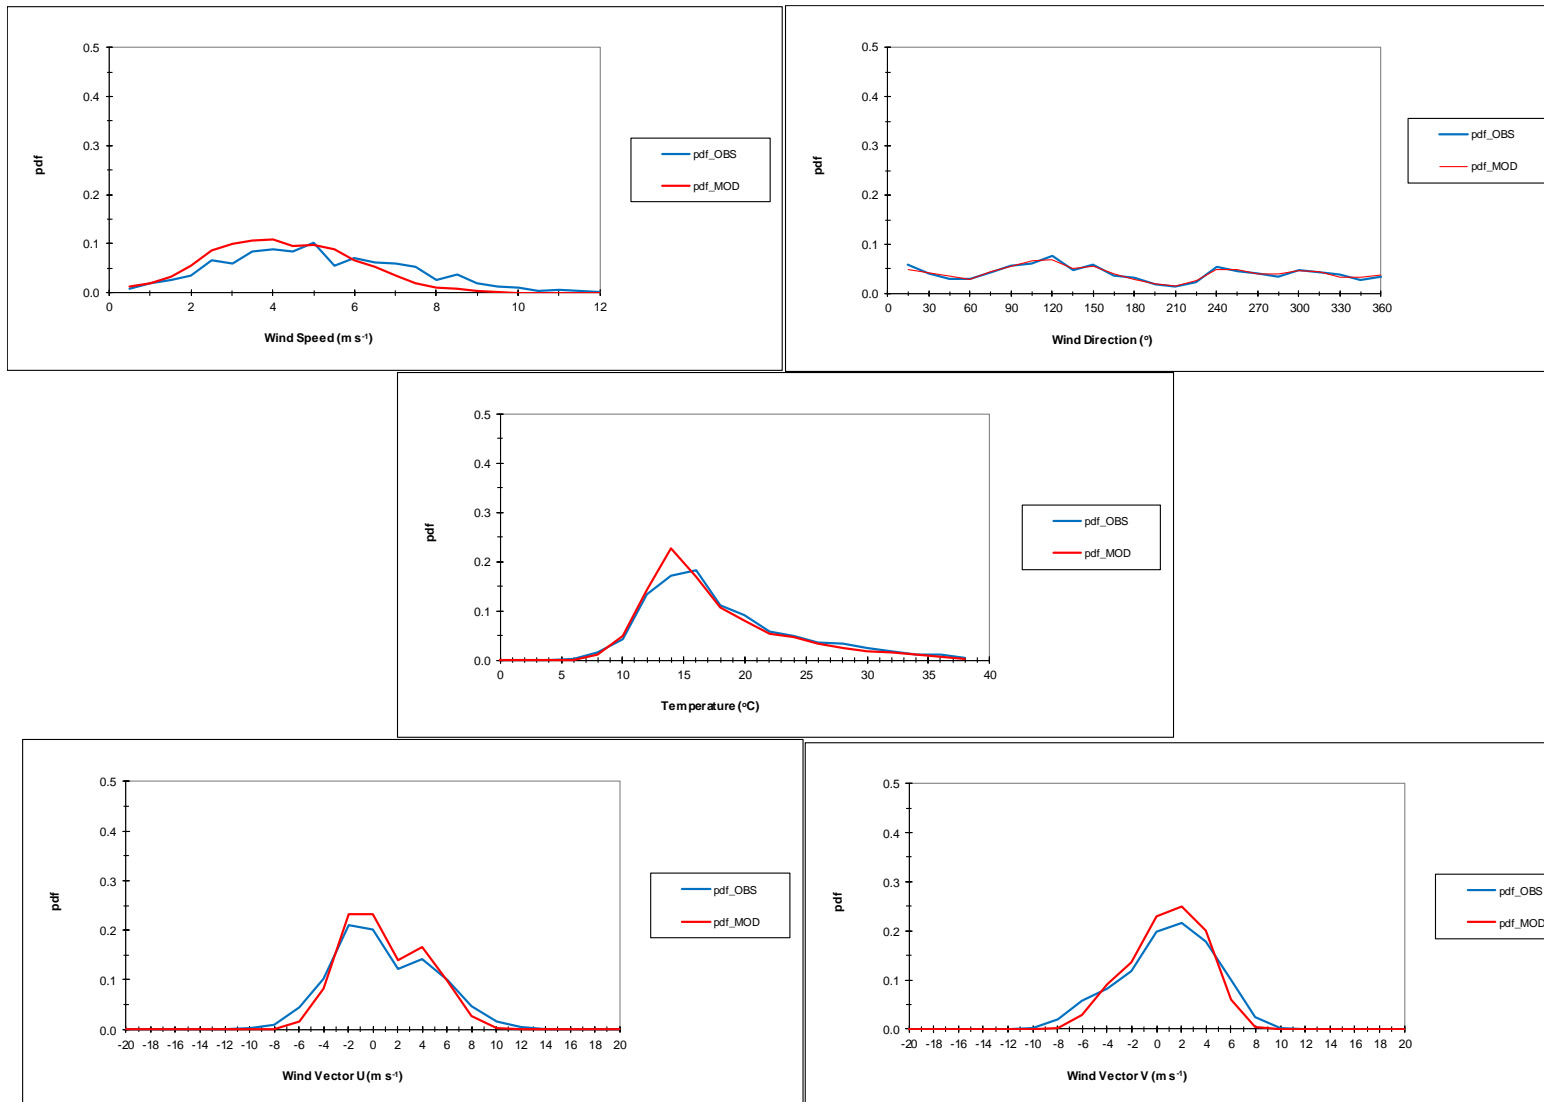 0.5
0.4
0.3
0.2
0.1
0.0
pdf
0 2 4 6 8 10 12
Wind Speed (m s-1)
pdf_OBS
pdf_MOD
0.5
0.4
0.3
0.2
0.1
0.0
pdf
0 30 60 90 120 150 180 210 240 270 300 330 360
Wind Direction (o)
pdf_OBS
pdf_MOD
0.5
0.4
0.3
0.2
0.1
0.0
pdf
0 5 10 15 20 25 30 35 40
Temperature (oC)
pdf_OBS
pdf_MOD
0.5
0.4
0.3
0.2
0.1
0.0
pdf
-20 -18 -16 -14 -12 -10 -8 -6 -4 -2 0 2 4 6 8 10 12 14 16 18 20
Wind Vector U (m s-1)
pdf_OBS
pdf_MOD
0.5
0.4
0.3
0.2
0.1
0.0
pdf
-20 -18 -16 -14 -12 -10 -8 -6 -4 -2 0 2 4 6 8 10 12 14 16 18 20
Wind Vector V (m s-1)
pdf_OBS
pdf_MOD